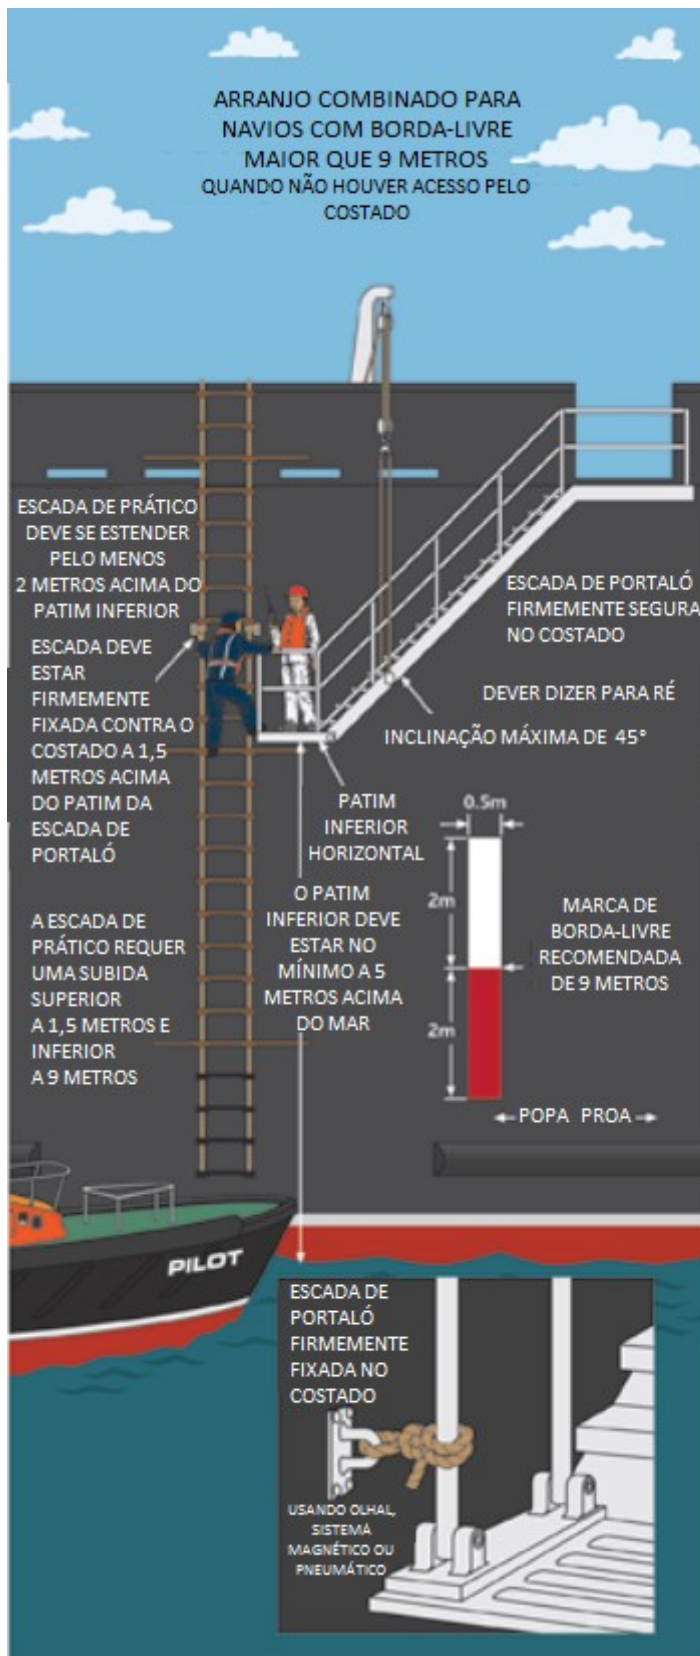 ARRANJO COMBINADO PARA
NAVIOS COM BORDA-LIVRE
MAIOR QUE 9 METROS
QUANDO NÃO HOUVER ACESSO PELO
COSTADO
ESCADA DE PRÁTICO
DEVE SE ESTENDER
PELO MENOS
2 METROS ACIMA DO
PATIM INFERIOR
ESCADA DE PORTALÓ
FIRMEMENTE SEGURA
NO COSTADO
ESCADA DEVE
ESTAR
FIRMEMENTE
FIXADA CONTRA O
COSTADO A 1,5
METROS ACIMA
DO PATIM DA
ESCADA DE
PORTALÓ
DEVER DIZER PARA RÉ
INCLINAÇÃO MÁXIMA DE 45°
PATIM
INFERIOR
HORIZONTAL
0.5m
2m
2m
MARCA DE
BORDA-LIVRE
RECOMENDADA
DE 9 METROS
O PATIM
INFERIOR DEVE
ESTAR NO
MÍNIMO A 5
METROS ACIMA
DO MAR
A ESCADA DE
PRÁTICO REQUER
UMA SUBIDA
SUPERIOR
A 1,5 METROS E
INFERIOR
A 9 METROS
POPA PROA
PILOT
ESCADA DE
PORTALÓ
FIRMEMENTE
FIXADA NO
COSTADO
USANDO OLHAL,
SISTEMA
MAGNÉTICO OU
PNEUMÁTICO